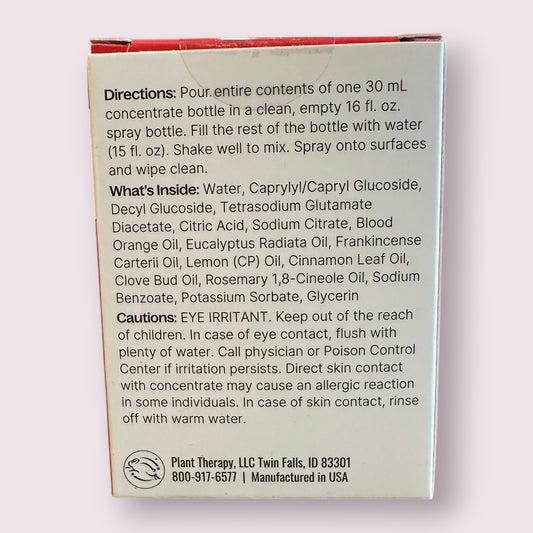 Directions: Pour entire contents of one 30 mL
concentrate bottle in a clean, empty 16 fl. oz.
spray bottle. Fill the rest of the bottle with water
(15 fl. oz). Shake well to mix. Spray onto surfaces
and wipe clean.
What's Inside: Water, Caprylyl/Capryl Glucoside,
Decyl Glucoside, Tetrasodium Glutamate
Diacetate, Citric Acid, Sodium Citrate, Blood
Orange Oil, Eucalyptus Radiata Oil, Frankincense
Carterii Oil, Lemon (CP) Oil, Cinnamon Leaf Oil,
Clove Bud Oil, Rosemary 1,8-Cineole Oil, Sodium
Benzoate, Potassium Sorbate, Glycerin
Cautions: EYE IRRITANT. Keep out of the reach
of children. In case of eye contact, flush with
plenty of water. Call physician or Poison Control
Center if irritation persists. Direct skin contact
with concentrate may cause an allergic reaction
in some individuals. In case of skin contact, rinse
off with warm water.
Plant Therapy, LLC Twin Falls, ID 83301
800-917-6577 | Manufactured in USA